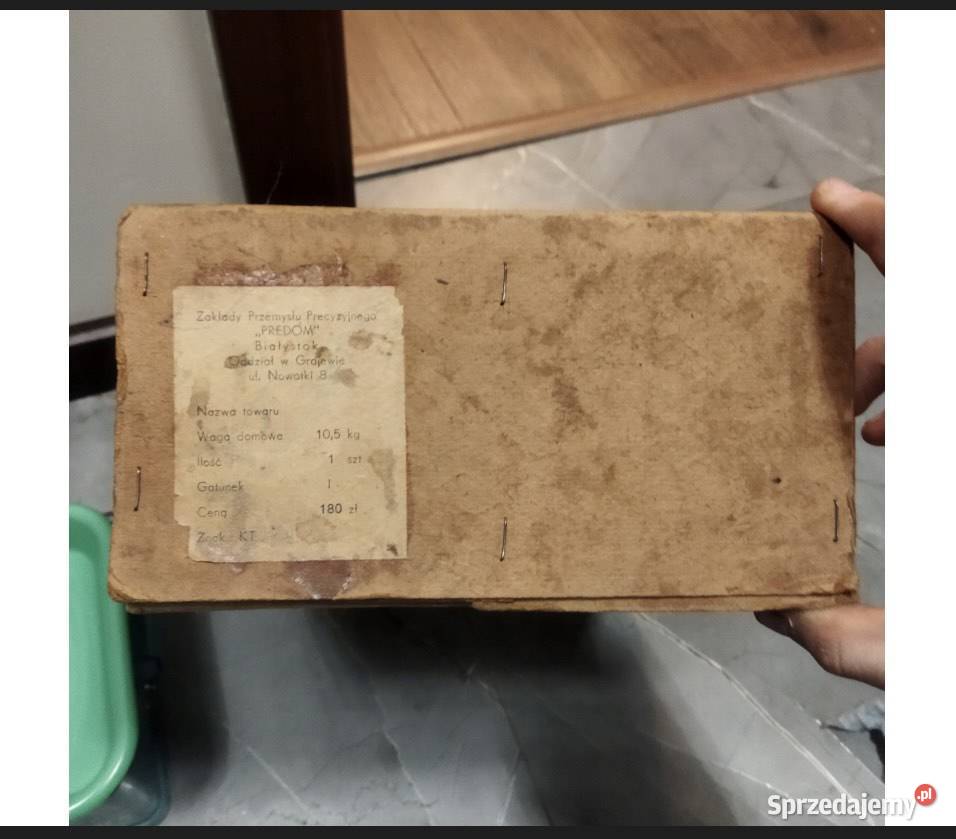 Zakłady Przemysłu Precyzyjnego
„PREDOM"
Białystok
Oddział w Grajewie
ul. Nowotki 8
Nazwa towaru
Waga domowa 10,5 kg
Ilość 1 szt
Gatunek I
Cena 180 zł
Znak KT
Sprzedajemy.pl